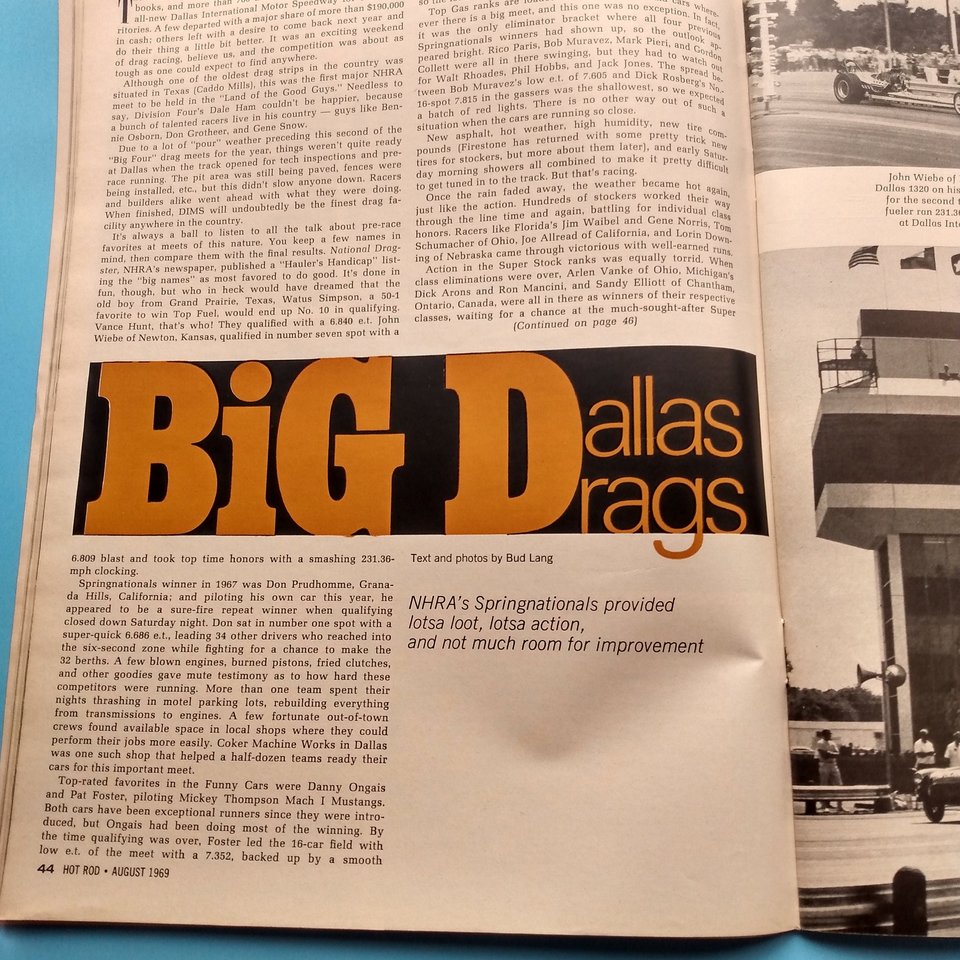 T books, and more than
all-new Dallas International Motor Speedway
ritories. A few departed with a major share of more than $190,000
in cash; others left with a desire to come back next year and
do their thing a little bit better. It was an exciting weekend
of drag racing, believe us, and the competition was about as
tough as one could expect to find anywhere.
Although one of the oldest drag strips in the country was
situated in Texas (Caddo Mills), this was the first major NHRA
meet to be held in the "Land of the Good Guys." Needless to
say, Division Four's Dale Ham couldn't be happier, because
a bunch of talented racers live in his country — guys like Ben-
nie Osborn, Don Grotheer, and Gene Snow.
Due to a lot of "pour" weather preceding this second of the
"Big Four" drag meets for the year, things weren't quite ready
at Dallas when the track opened for tech inspections and pre-
race running. The pit area was still being paved, fences were
being installed, etc., but this didn't slow anyone down. Racers
and builders alike went ahead with what they were doing.
When finished, DIMS will undoubtedly be the finest drag fa-
cility anywhere in the country.
It's always a ball to listen to all the talk about pre-race
favorites at meets of this nature. You keep a few names in
mind, then compare them with the final results. National Drag-
ster, NHRA's newspaper, published a "Hauler's Handicap" list-
ing the "big names" as most favored to do good. It's done in
fun, though, but who in heck would have dreamed that the
old boy from Grand Prairie, Texas, Watus Simpson, a 50-1
favorite to win Top Fuel, would end up No. 10 in qualifying.
Vance Hunt, that's who! They qualified with a 6.840 e.t. John
Wiebe of Newton, Kansas, qualified in number seven spot with a
6.809 blast and took top time honors with a smashing 231.36-
mph clocking.
Springnationals winner in 1967 was Don Prudhomme, Grana-
da Hills, California; and piloting his own car this year, he
appeared to be a sure-fire repeat winner when qualifying
closed down Saturday night. Don sat in number one spot with a
super-quick 6.686 e.t., leading 34 other drivers who reached into
the six-second zone while fighting for a chance to make the
32 berths. A few blown engines, burned pistons, fried clutches,
and other goodies gave mute testimony as to how hard these
competitors were running. More than one team spent their
nights thrashing in motel parking lots, rebuilding everything
from transmissions to engines. A few fortunate out-of-town
crews found available space in local shops where they could
perform their jobs more easily. Coker Machine Works in Dallas
was one such shop that helped a half-dozen teams ready their
cars for this important meet.
Top-rated favorites in the Funny Cars were Danny Ongais
and Pat Foster, piloting Mickey Thompson Mach I Mustangs.
Both cars have been exceptional runners since they were intro-
duced, but Ongais had been doing most of the winning. By
the time qualifying was over, Foster led the 16-car field with
low e.t. of the meet with a 7.352, backed up by a smooth
Top Gas ranks are
ever there is a big meet, and this one was no exception. In fact,
it was the only eliminator bracket where all four previous
Springnationals winners had shown up, so the outlook ap-
peared bright. Rico Paris, Bob Muravez, Mark Pieri, and Gordon
Collett were all in there swinging, but they had to watch out
for Walt Rhoades, Phil Hobbs, and Jack Jones. The spread be-
tween Bob Muravez's low e.t. of 7.605 and Dick Rosberg's No.-
16-spot 7.815 in the gassers was the shallowest, so we expected
a batch of red lights. There is no other way out of such a
situation when the cars are running so close.
New asphalt, hot weather, high humidity, new tire com-
pounds (Firestone has returned with some pretty trick new
tires for stockers, but more about them later), and early Satur-
day morning showers all combined to make it pretty difficult
to get tuned in to the track. But that's racing.
Once the rain faded away, the weather became hot again,
just like the action. Hundreds of stockers worked their way
through the line time and again, battling for individual class
honors. Racers like Florida's Jim Waibel and Gene Norris, Tom
Schumacher of Ohio, Joe Allread of California, and Lorin Down-
ing of Nebraska came through victorious with well-earned runs.
Action in the Super Stock ranks was equally torrid. When
class eliminations were over, Arlen Vanke of Ohio, Michigan's
Dick Arons and Ron Mancini, and Sandy Elliott of Chantham,
Ontario, Canada, were all in there as winners of their respective
classes, waiting for a chance at the much-sought-after Super
(Continued on page 46)
BiG Dallas
Drags
Text and photos by Bud Lang
NHRA's Springnationals provided
lotsa loot, lotsa action,
and not much room for improvement
44 HOT ROD • AUGUST 1969
John Wiebe of
Dallas 1320 on his
for the second
fueler ran 231.36
at Dallas